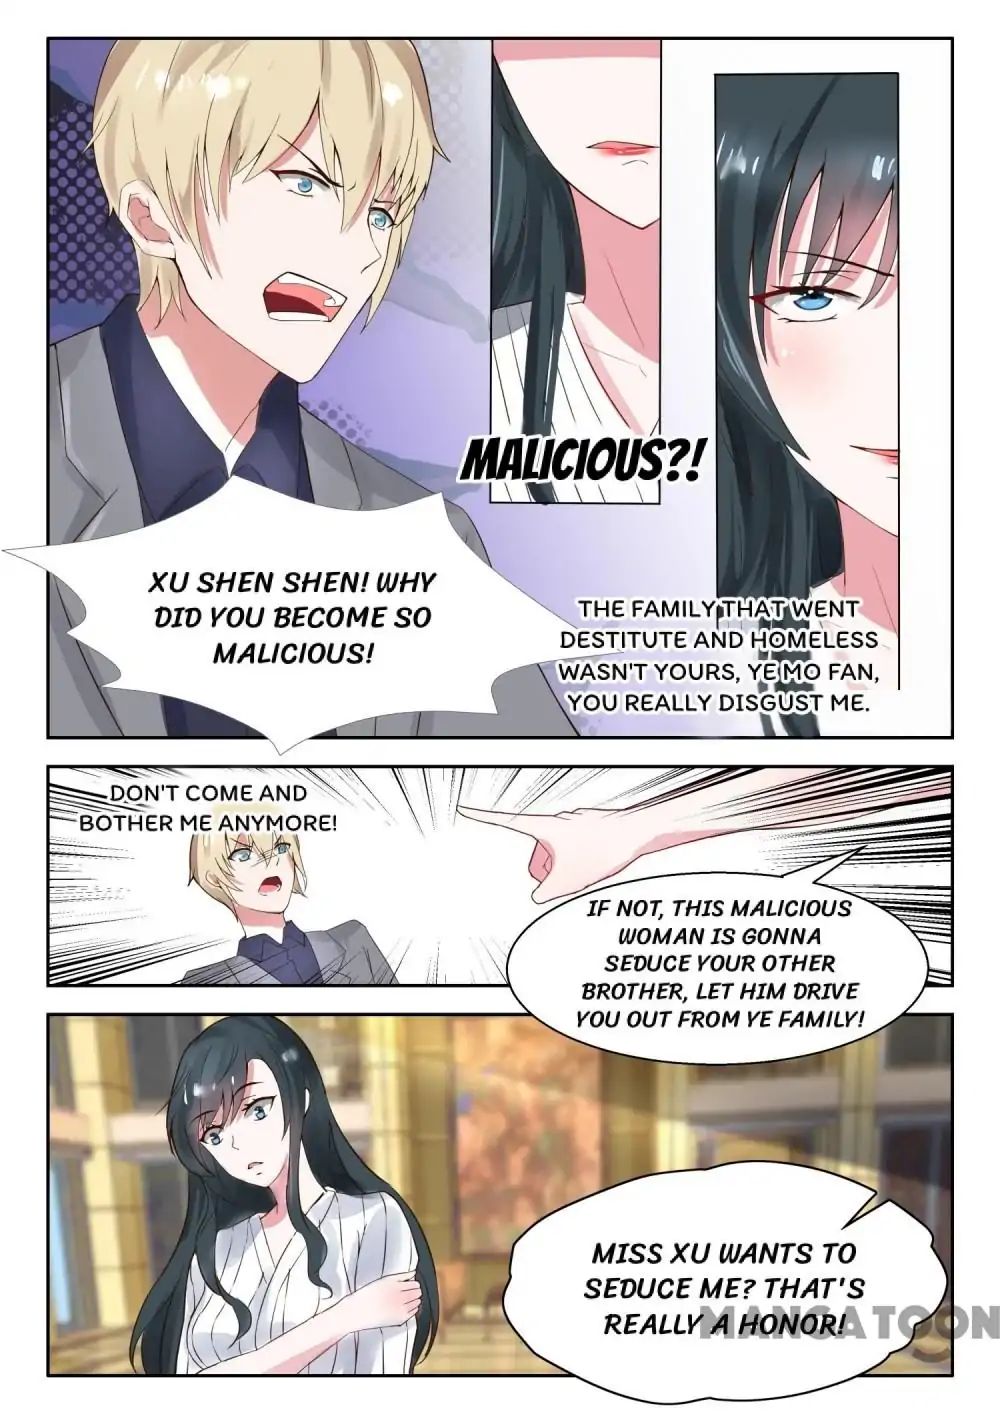 MALICIOUS?!
XU SHEN SHEN! WHY
DID YOU BECOME SO
MALICIOUS!
THE FAMILY THAT WENT
DESTITUTE AND HOMELESS
WASN'T YOURS, YE MO FAN,
YOU REALLY DISGUST ME.
DON'T COME AND
BOTHER ME ANYMORE!
IF NOT, THIS MALICIOUS
WOMAN IS GONNA
SEDUCE YOUR OTHER
BROTHER, LET HIM DRIVE
YOU OUT FROM YE FAMILY!
MISS XU WANTS TO
SEDUCE ME? THAT'S
REALLY A HONOR!
MANGATOON